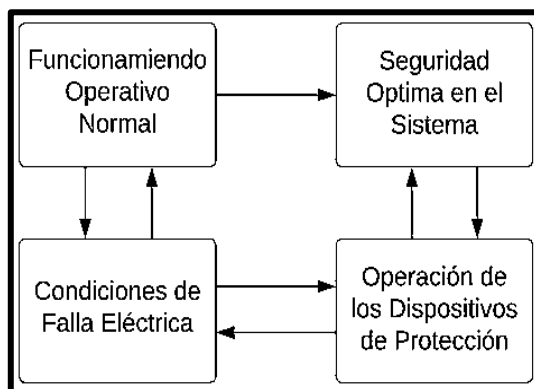 Funcionamiendo
Operativo
Normal
Seguridad
Optima en el
Sistema
Condiciones de
Falla Eléctrica
Operación de
los Dispositivos
de Protección